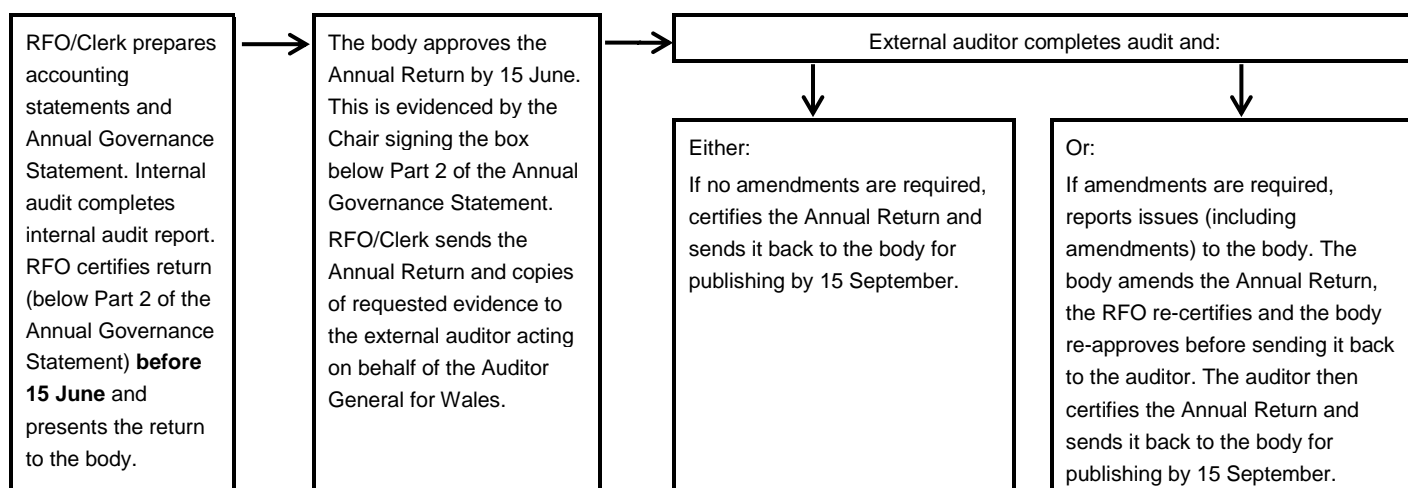 RFO/Clerk prepares
accounting
statements and
Annual Governance
Statement. Internal
audit completes
internal audit report.
RFO certifies return
(below Part 2 of the
Annual Governance
Statement) before
15 June and
presents the return
to the body.
The body approves the
Annual Return by 15 June.
This is evidenced by the
Chair signing the box
below Part 2 of the Annual
Governance Statement.
RFO/Clerk sends the
Annual Return and copies
of requested evidence to
the external auditor acting
on behalf of the Auditor
General for Wales.
External auditor completes audit and:
Either:
If no amendments are required,
certifies the Annual Return and
sends it back to the body for
publishing by 15 September.
Or:
If amendments are required,
reports issues (including
amendments) to the body. The
body amends the Annual Return,
the RFO re-certifies and the body
re-approves before sending it back
to the auditor. The auditor then
certifies the Annual Return and
sends it back to the body for
publishing by 15 September.